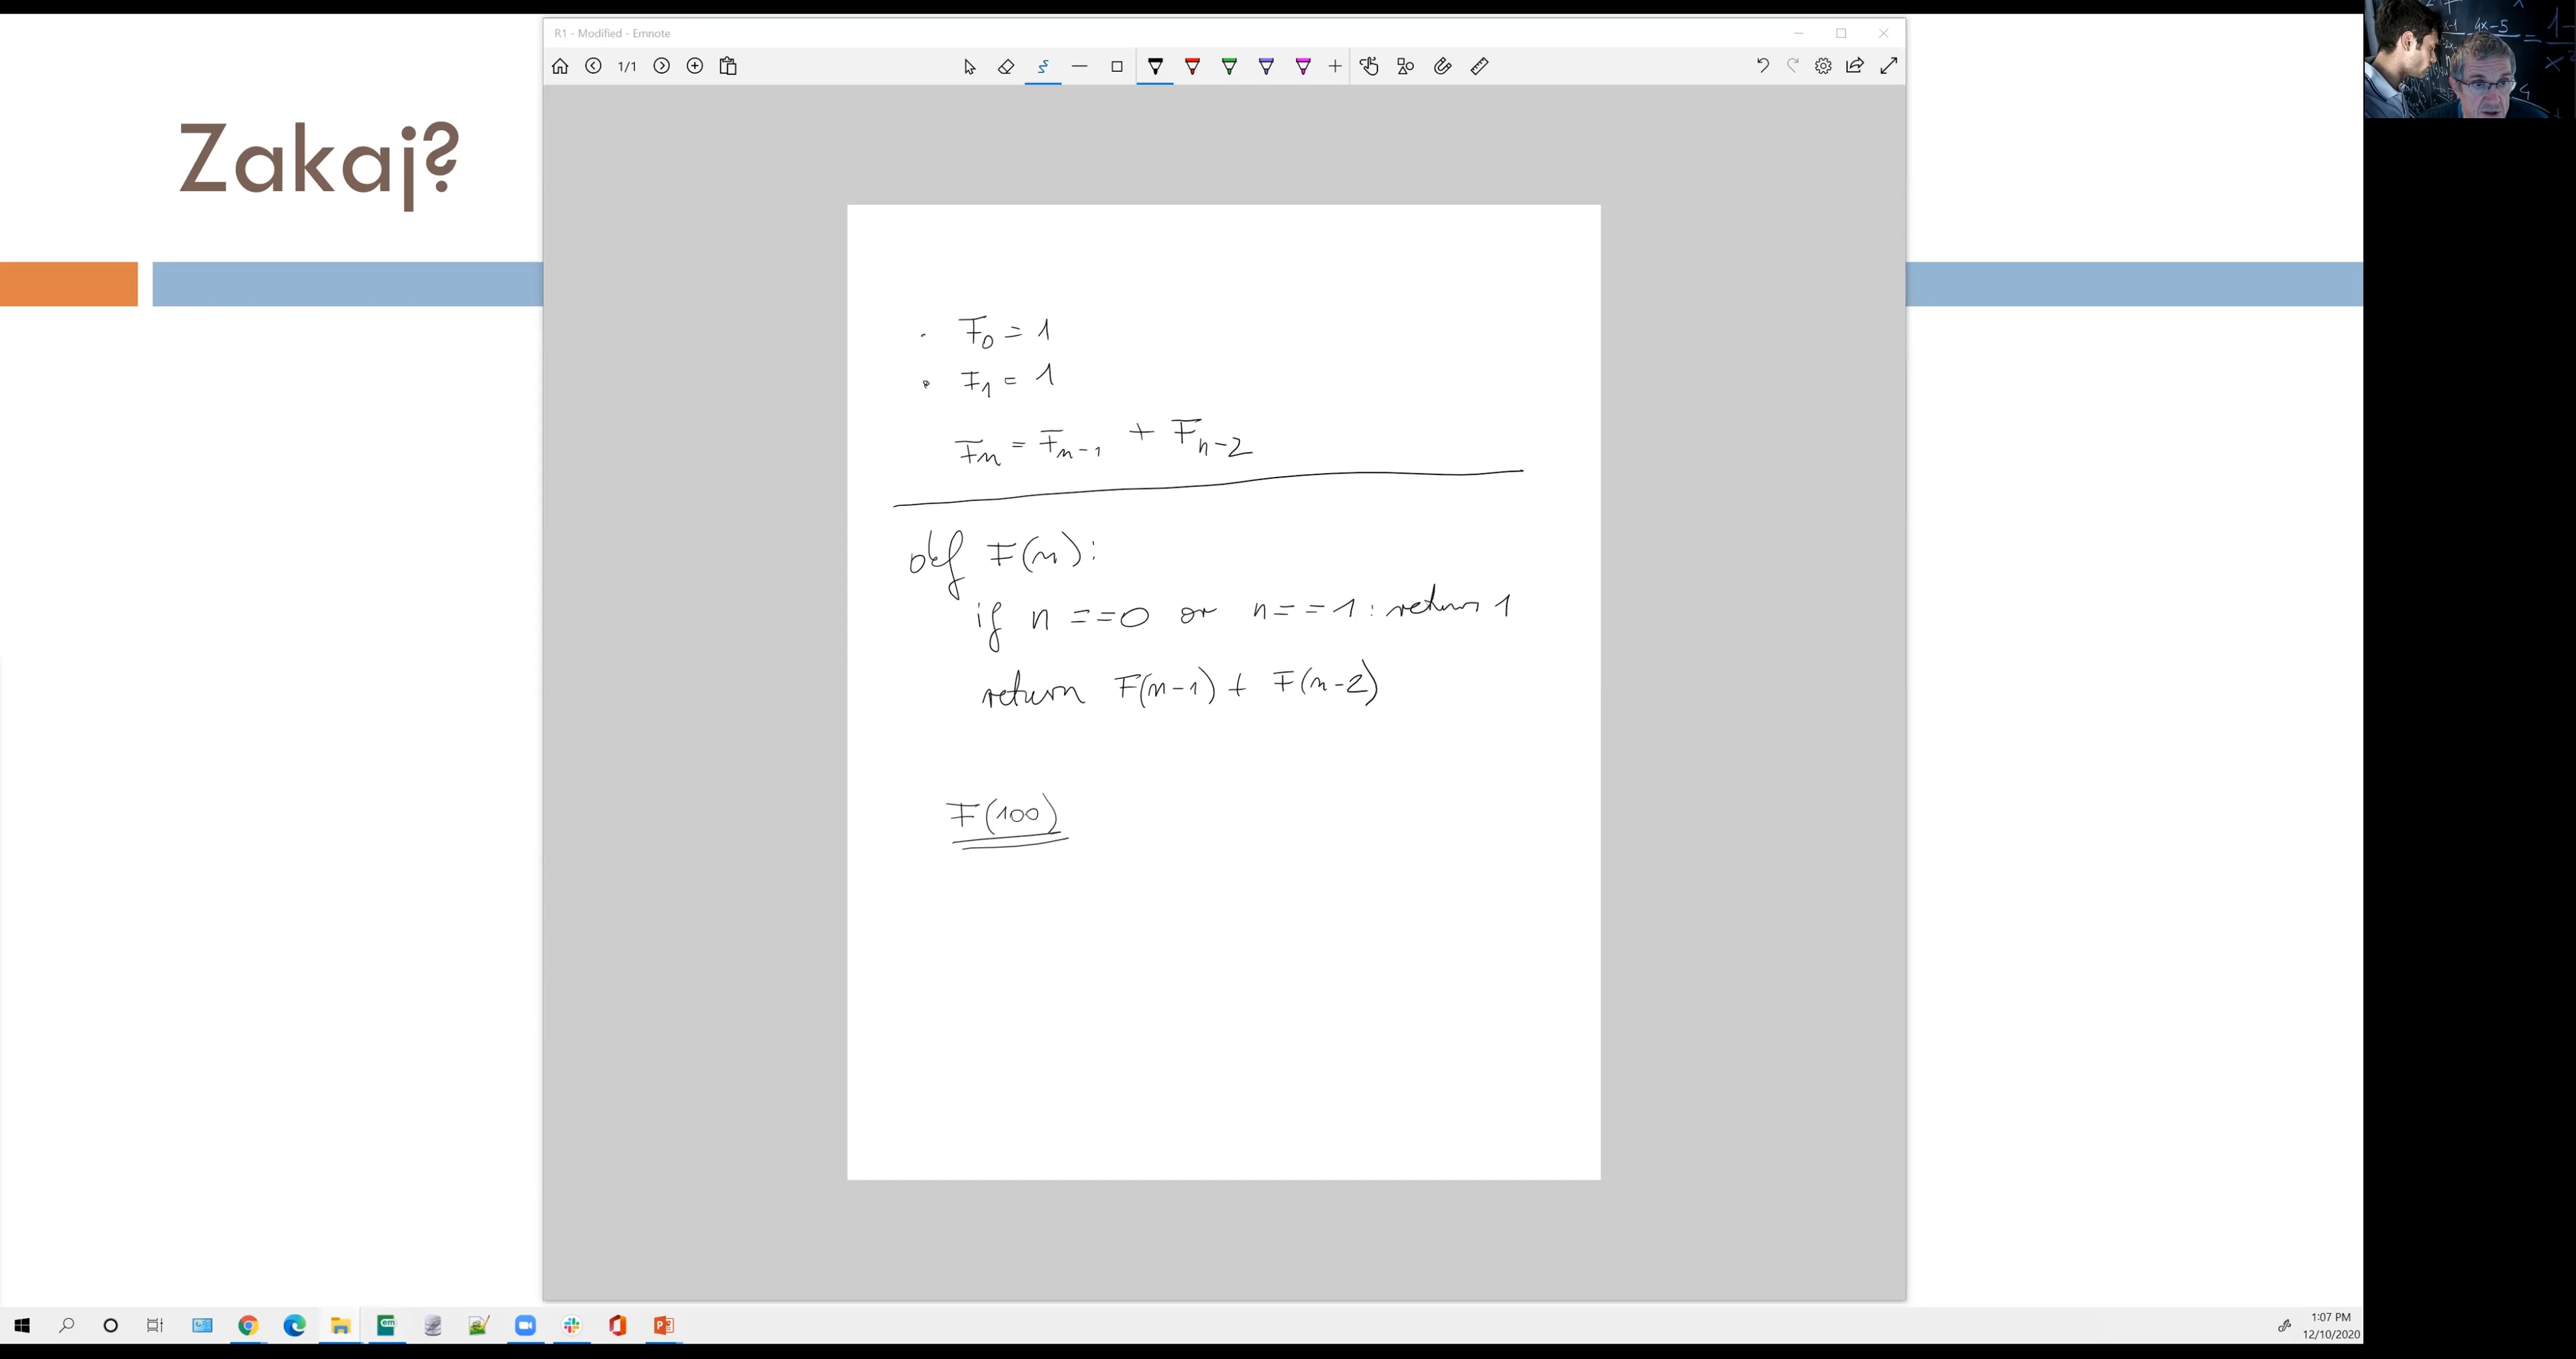 R1 - Modified - Emnote
1/1
Zakaj?
· F₀ = 1
· F₁ = 1
Fₙ = Fₙ₋₁ + Fₙ₋₂
def F(n):
if n ==0 or n==1: return 1
return F(n-1) + F(n-2)
F(100)
1:07 PM
12/10/2020